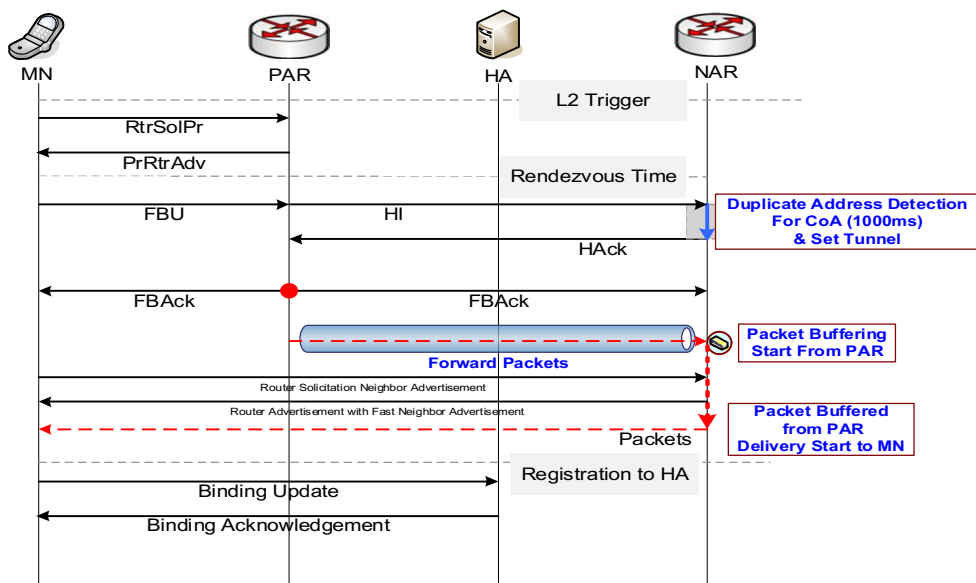 MN
PAR
HA
NAR
L2 Trigger
RtrSolPr
PrRtrAdv
Rendezvous Time
FBU
HI
Duplicate Address Detection
For CoA (1000ms)
& Set Tunnel
HAck
FBAck
FBAck
Packet Buffering
Start From PAR
Forward Packets
Router Solicitation Neighbor Advertisement
Router Advertisement with Fast Neighbor Advertisement
Packet Buffered
from PAR
Delivery Start to MN
Packets
Registration to HA
Binding Update
Binding Acknowledgement